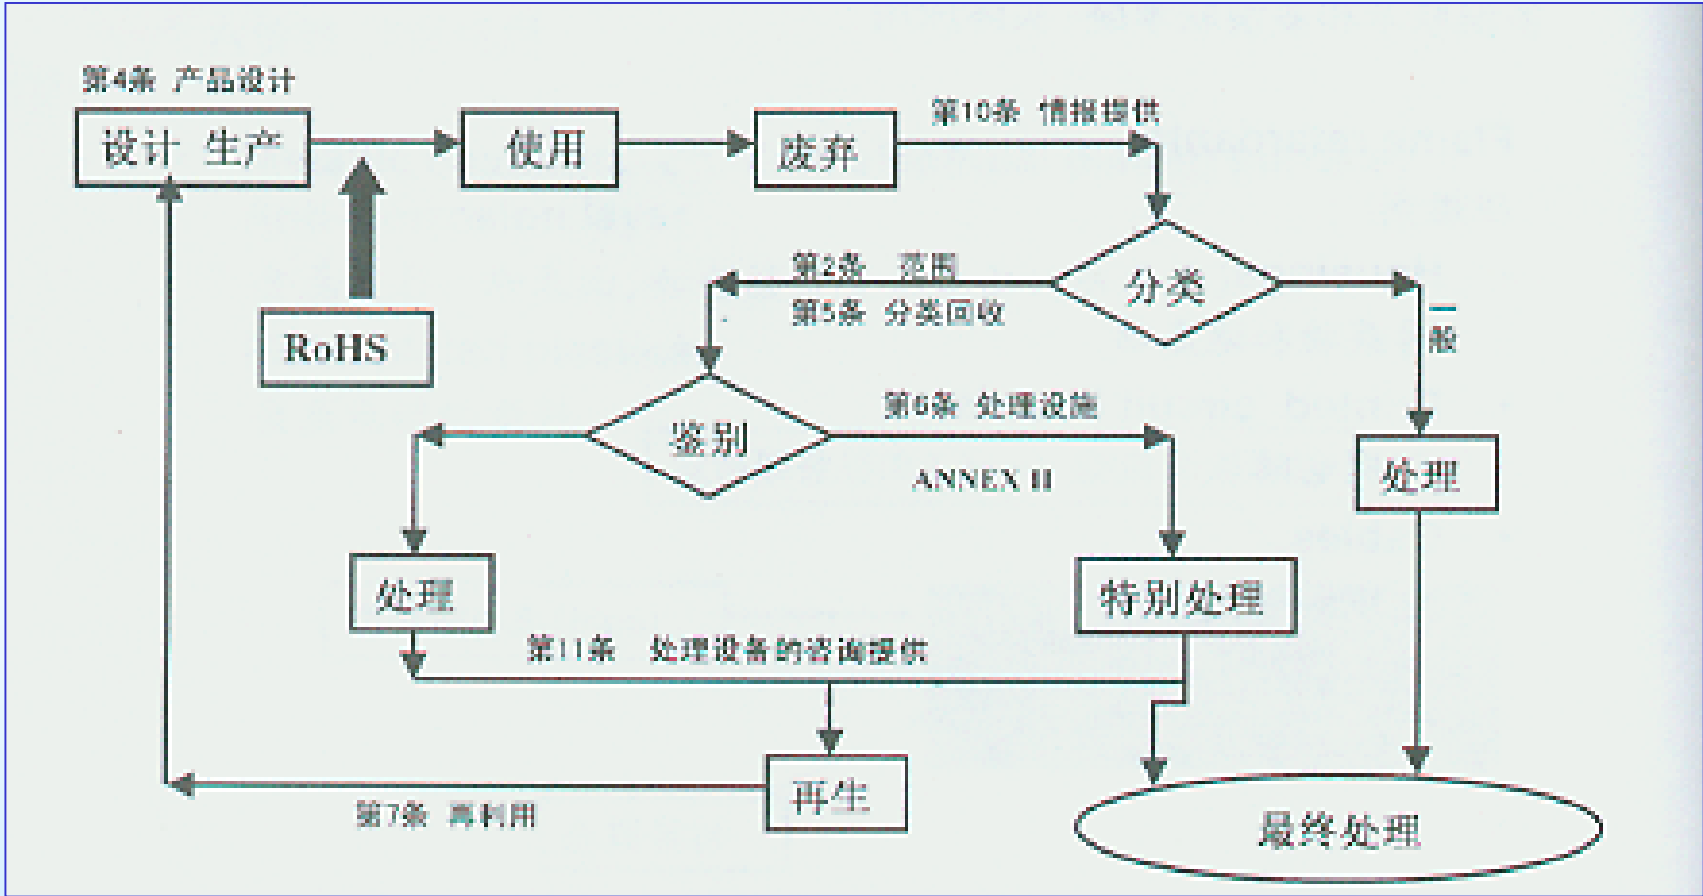 第4条 产品设计
设计 生产
使用
废弃
第10条 情报提供
分类
第2条 范围
第5条 分类回收
一般
RoHS
鉴别
第6条 处理设施
ANNEX II
处理
处理
特别处理
第11条 处理设备的咨询提供
再生
第7条 再利用
最终处理